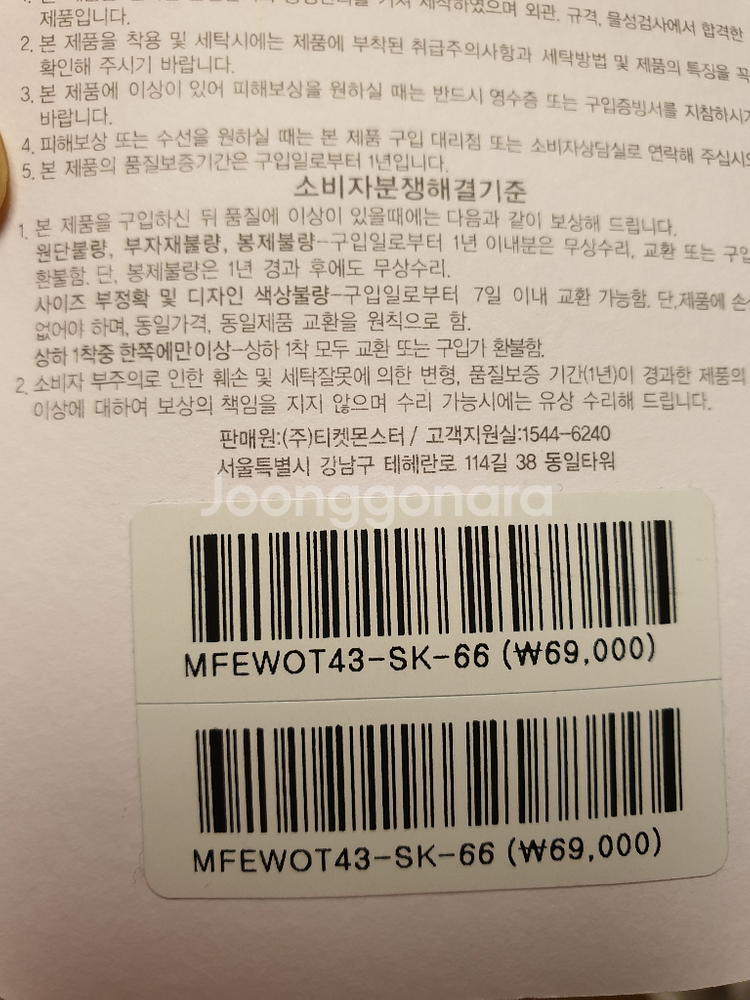 제작하였으며 외관, 규격, 물성검사에서 합격한
제품입니다.
2. 본 제품을 착용 및 세탁시에는 제품에 부착된 취급주의사항과 세탁방법 및 제품의 특징을 꼭
확인해 주시기 바랍니다.
3. 본 제품에 이상이 있어 피해보상을 원하실 때는 반드시 영수증 또는 구입증빙서를 지참하시기
바랍니다.
4. 피해보상 또는 수선을 원하실 때는 본 제품 구입 대리점 또는 소비자상담실로 연락해 주십시오
5. 본 제품의 품질보증기간은 구입일로부터 1년입니다.
소비자분쟁해결기준
1. 본 제품을 구입하신 뒤 품질에 이상이 있을때에는 다음과 같이 보상해 드립니다.
원단불량, 부자재불량, 봉제불량-구입일로부터 1년 이내분은 무상수리, 교환 또는 구입
환불함. 단, 봉제불량은 1년 경과 후에도 무상수리.
사이즈 부정확 및 디자인 색상불량-구입일로부터 7일 이내 교환 가능함. 단,제품에 손
없어야 하며, 동일가격, 동일제품 교환을 원칙으로 함.
상하 1착중 한쪽에만 이상-상하 1착 모두 교환 또는 구입가 환불함.
2. 소비자 부주의로 인한 훼손 및 세탁잘못에 의한 변형, 품질보증 기간(1년)이 경과한 제품의
이상에 대하여 보상의 책임을 지지 않으며 수리 가능시에는 유상 수리해 드립니다.
판매원:(주)티켓몬스터 / 고객지원실:1544-6240
서울특별시 강남구 테헤란로 114길 38 동일타워
Joonggonara
MFEWOT43-SK-66 (₩69,000)
MFEWOT43-SK-66 (₩69,000)